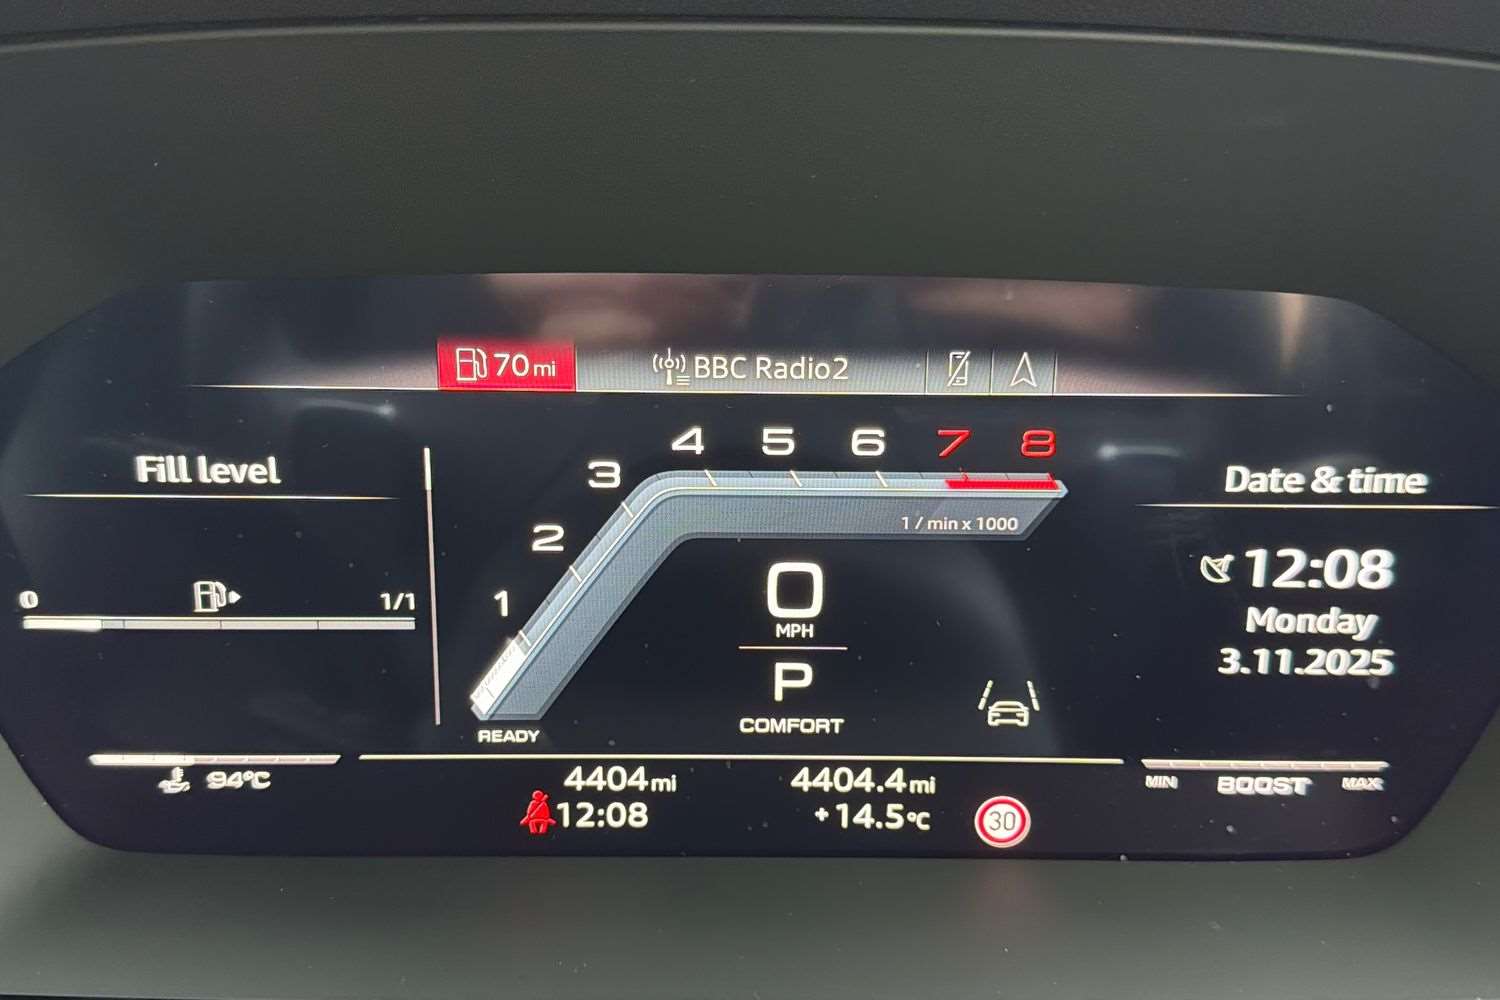 70 mi
BBC Radio2
Fill level
0
1/1
1
2
3
4
5
6
7
8
1 / min x 1000
0
MPH
P
COMFORT
READY
Date & time
12:08
Monday
3.11.2025
94°C
4404 mi
12:08
4404.4 mi
+14.5°C
30
MIN
BOOST
MAX